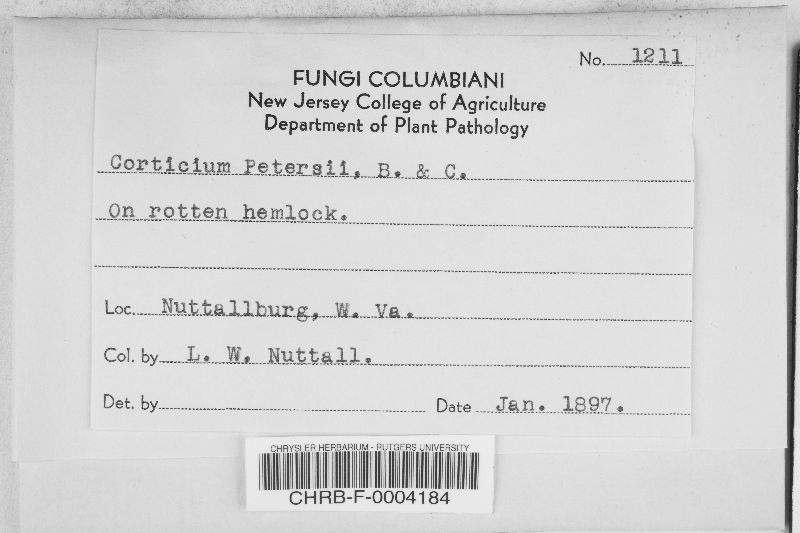 No. 1211
FUNGI COLUMBIANI
New Jersey College of Agriculture
Department of Plant Pathology
Corticium Petersii, B. & C.
On rotten hemlock.
Loc. Nuttallburg, W. Va.
Col. by L. W. Nuttall.
Det. by
Date Jan. 1897.
CHRYSLER HERBARIUM - RUTGERS UNIVERSITY
CHRB-F-0004184